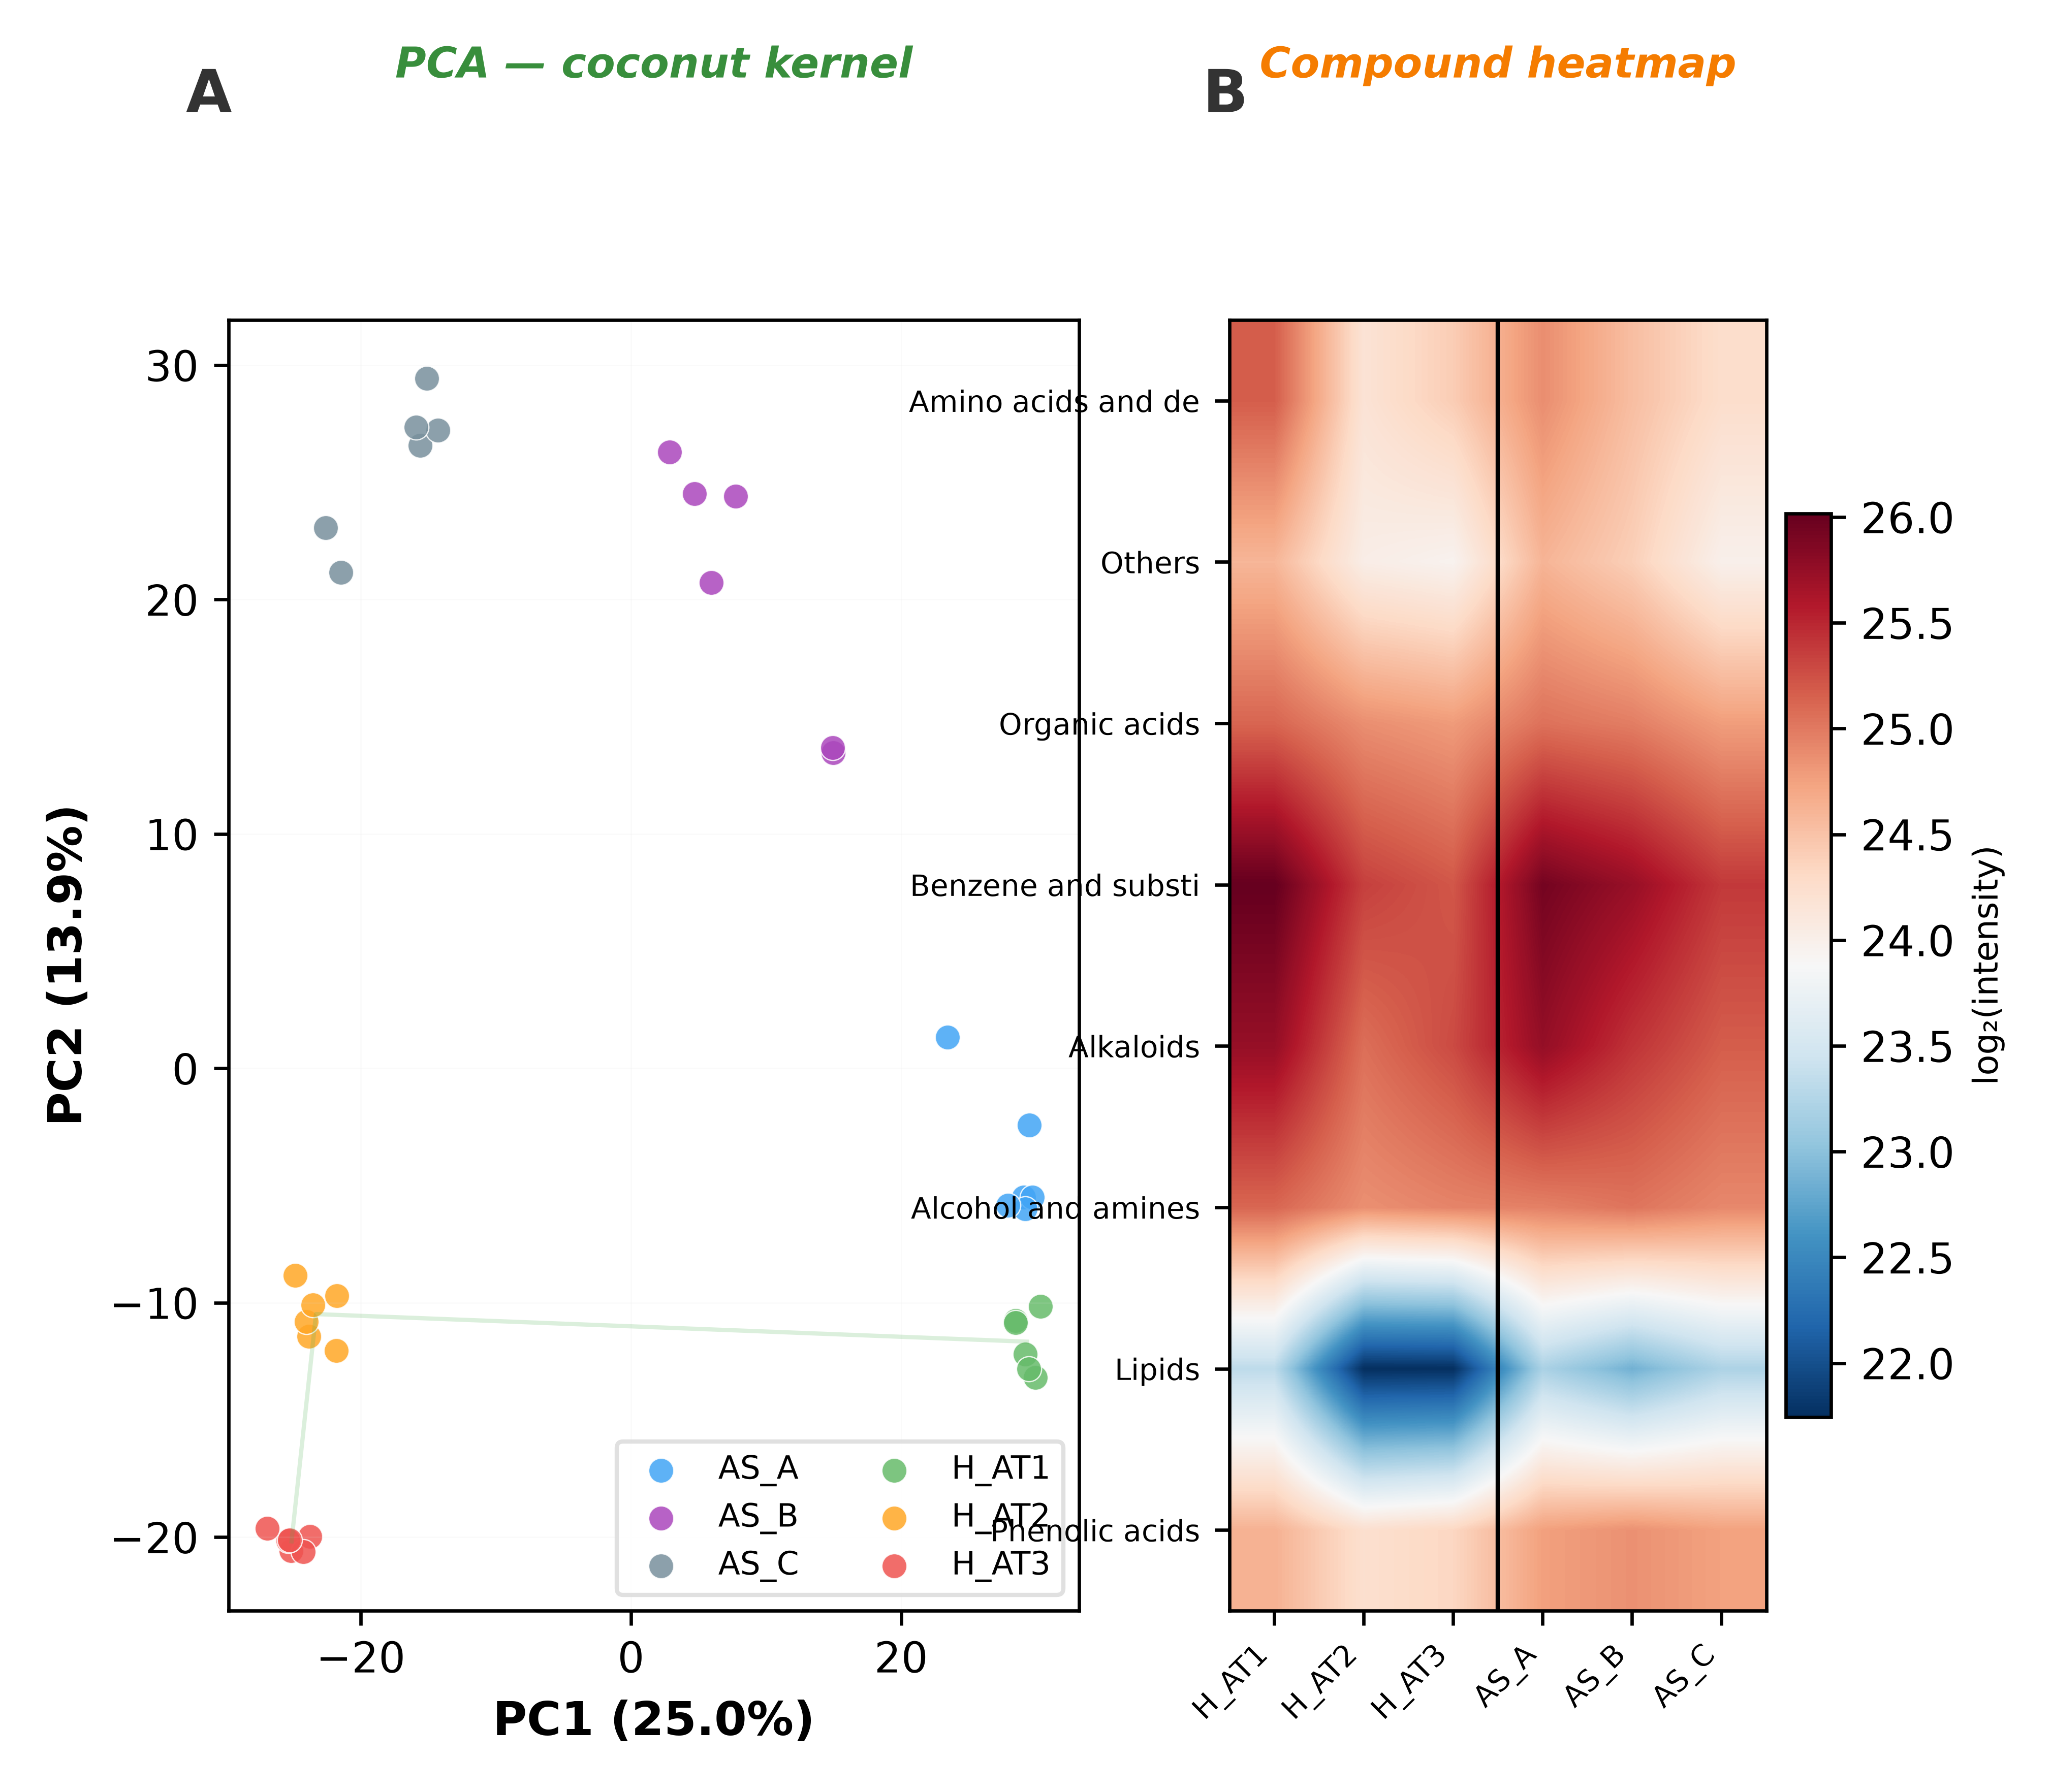 PCA — coconut kernel
A
Compound heatmap
B
30
20
10
0
−10
−20
PC2 (13.9%)
−20
0
20
PC1 (25.0%)
AS_A
AS_B
AS_C
H_AT1
H_AT2
H_AT3
Amino acids and de
Others
Organic acids
Benzene and substi
Alkaloids
Alcohol and amines
Lipids
Phenolic acids
H_AT1
H_AT2
H_AT3
AS_A
AS_B
AS_C
26.0
25.5
25.0
24.5
24.0
23.5
23.0
22.5
22.0
log₂(intensity)